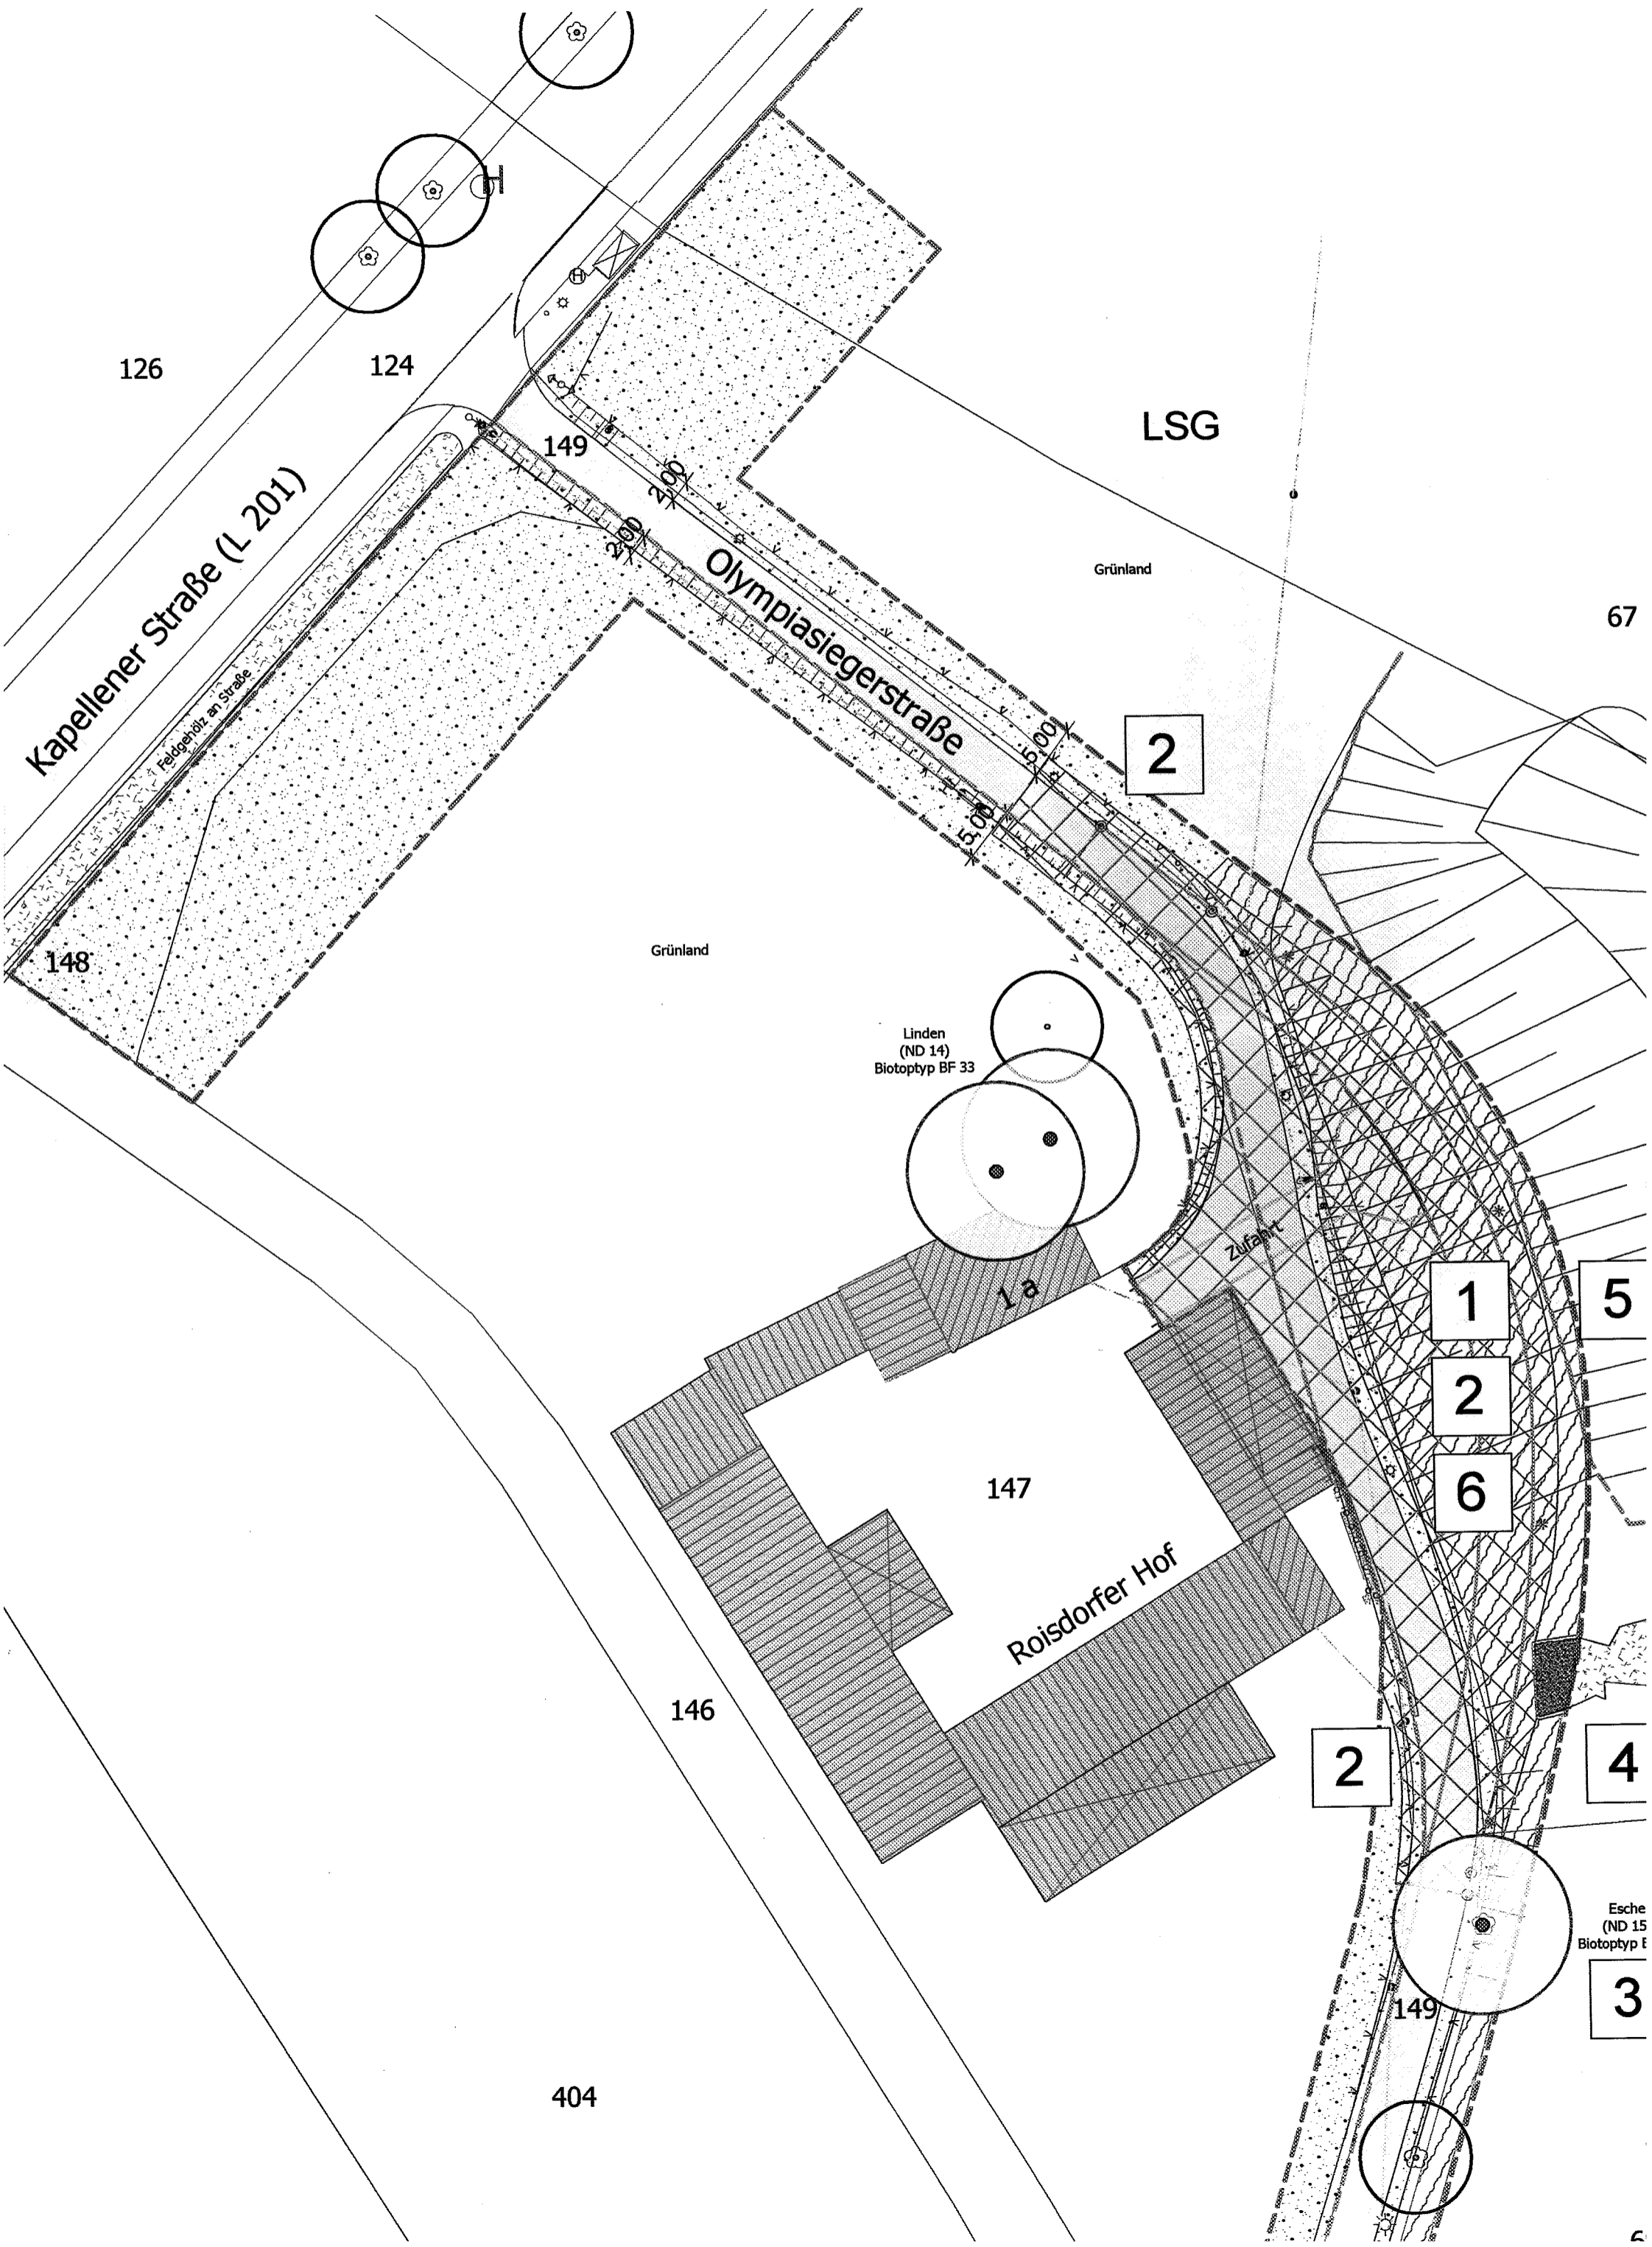 H
H
126
124
149
LSG
Kapellener Straße (L 201)
2,00
2,00
Feldgehölz an Straße
Olympiasiegerstraße
Grünland
67
5,00
2
5,00
148
Grünland
Linden
(ND 14)
Biotoptyp BF 33
Zufahrt
1 a
1
5
2
147
6
Roisdorfer Hof
146
2
4
Esche
(ND 15
Biotoptyp
3
149
404